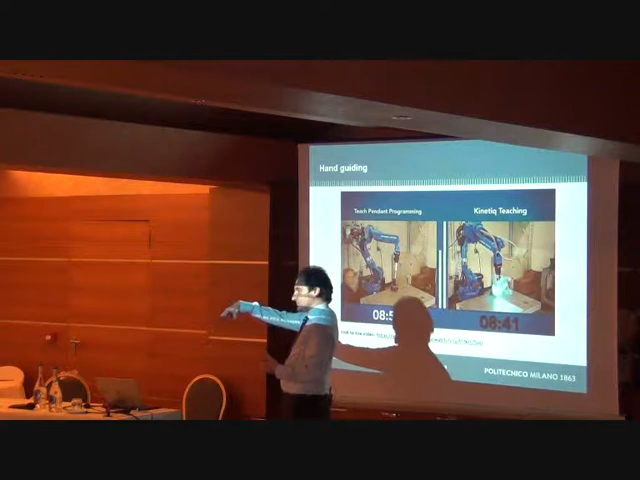 Hand guiding
Teach Pendant Programming
Kinetiq Teaching
08:41
POLITECNICO MILANO 1863